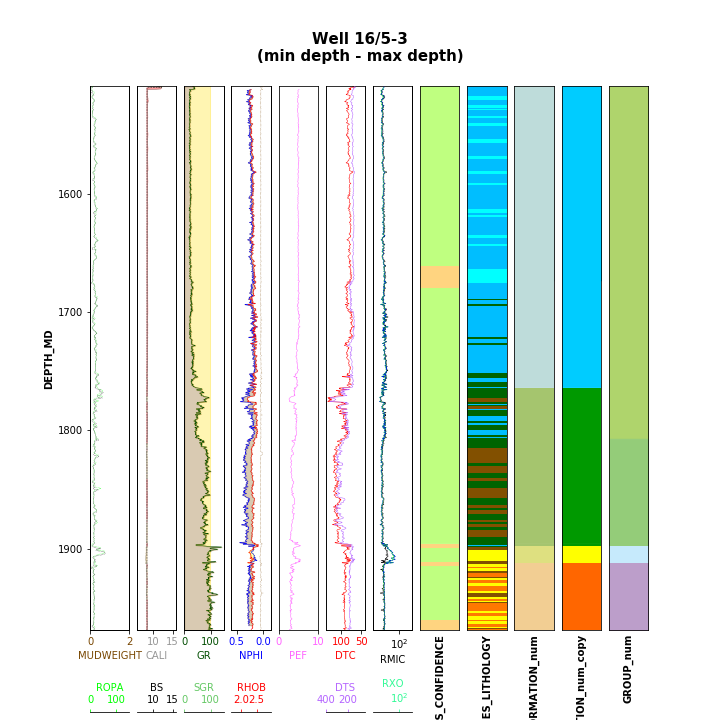 Well 16/5-3
(min depth - max depth)
DEPTH_MD
1600
1700
1800
1900
0 2 10 15 0 100 0.5 0.0 0 10 100 50 10²
MUDWEIGHT CALI GR NPHI PEF DTC RMIC
ROPA BS SGR RHOB DTS RXO
0 100 10 15 0 100 2.02.5 400 200 10²
S_CONFIDENCE
ES_LITHOLOGY
RMATION_num
TION_num_copy
GROUP_num